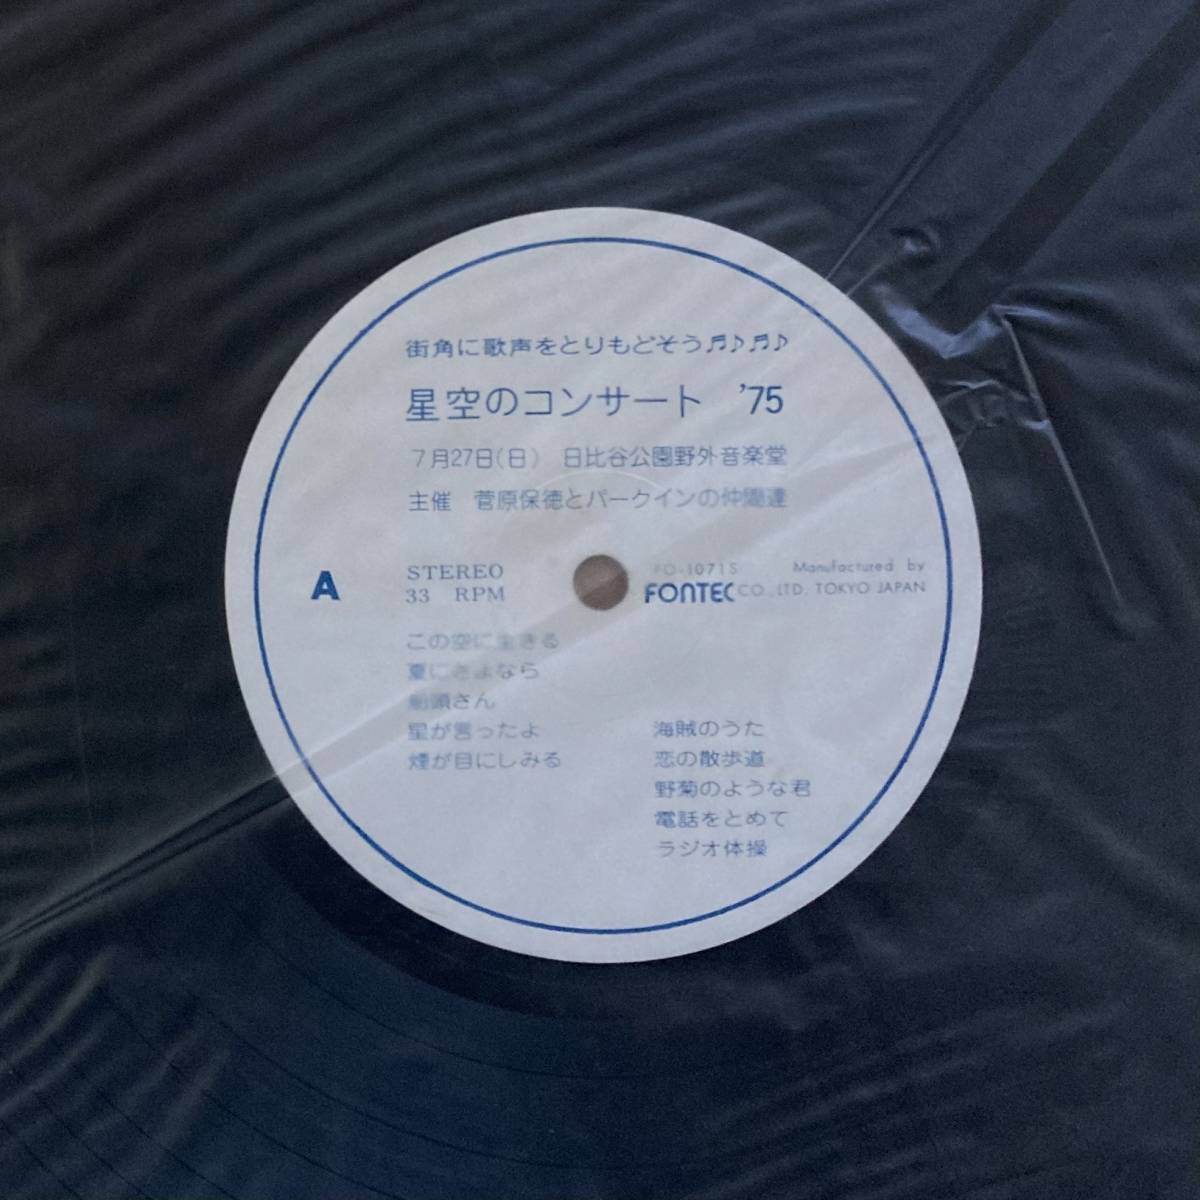 街角に歌声をとりもどそう♬♪♬♪
星空のコンサート '75
7月27日(日) 日比谷公園野外音楽堂
主催 菅原保徳とパークインの仲間達
A
STEREO
33 RPM
FO-1071S
Manufactured by
FONTEC CO., LTD. TOKYO JAPAN
この空に生きる
夏にさよなら
船頭さん
星が言ったよ
煙が目にしみる
海賊のうた
恋の散歩道
野菊のような君
電話をとめて
ラジオ体操